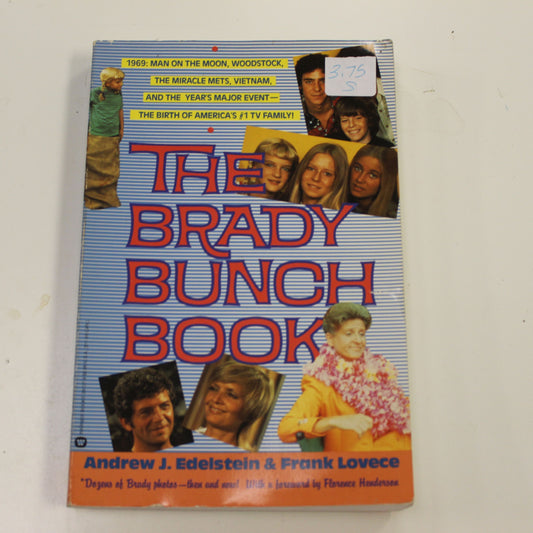 1969: MAN ON THE MOON, WOODSTOCK,
THE MIRACLE METS, VIETNAM,
AND THE YEAR'S MAJOR EVENT—
THE BIRTH OF AMERICA'S #1 TV FAMILY!
3.75
S
THE
BRADY
BUNCH
BOOK
Andrew J. Edelstein & Frank Lovece
*Dozens of Brady photos—then and now! With a foreword by Florence Henderson